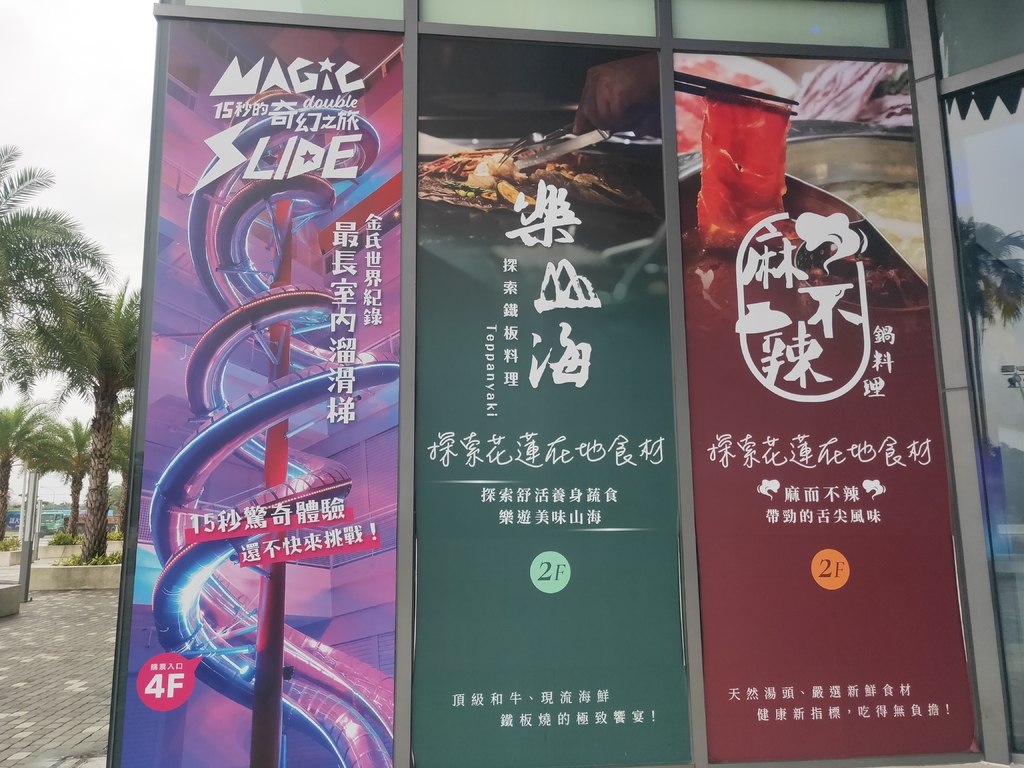 MAGIC
double
15秒的奇幻之旅
SLIDE
金氏世界紀錄
最長室內溜滑梯
15秒驚奇體驗
還不快來挑戰！
購票入口
4F
樂山海
探索鐵板料理
Teppanyaki
探索花蓮在地食材
探索舒活養身蔬食
樂遊美味山海
2F
頂級和牛、現流海鮮
鐵板燒的極致饗宴！
麻不辣
鍋料理
探索花蓮在地食材
麻而不辣
帶勁的舌尖風味
2F
天然湯頭、嚴選新鮮食材
健康新指標，吃得無負擔！